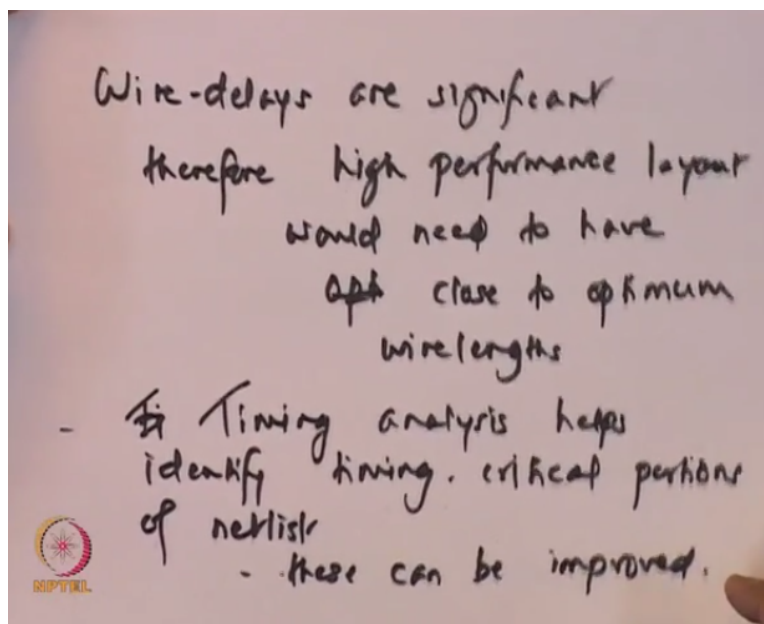 Wire-delays are significant
therefore high performance layout
would need to have
close to optimum
wirelengths
- Timing analysis helps
identify timing. critical portions
of netlist
- these can be improved.
NPTEL